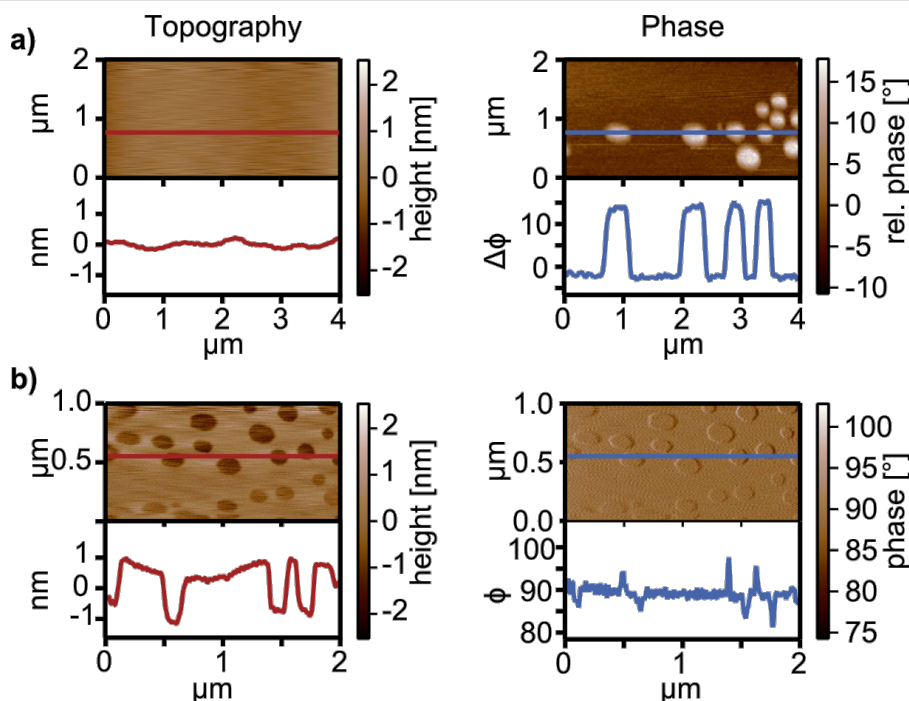 Topography
Phase
a)
2
1
0
µm
2
1
0
-1
-2
height [nm]
1
0
-1
nm
0 1 2 3 4
µm
2
1
0
µm
15
10
5
0
-5
-10
rel. phase [°]
10
0
Δϕ
0 1 2 3 4
µm
b)
1.0
0.5
µm
2
1
0
-1
-2
height [nm]
1
0
-1
nm
0 1 2
µm
1.0
0.5
0.0
µm
100
95
90
85
80
75
phase [°]
100
90
80
ϕ
0 1 2
µm